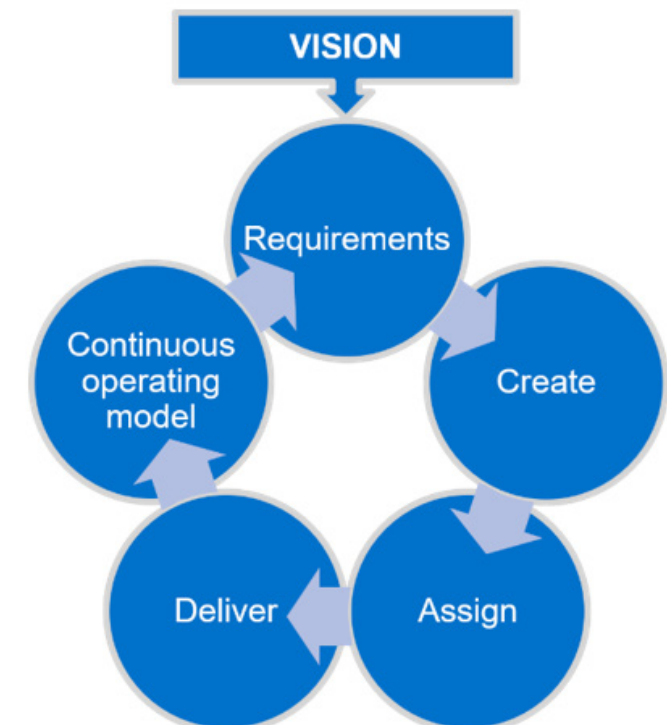 VISION
Requirements
Create
Assign
Deliver
Continuous
operating
model